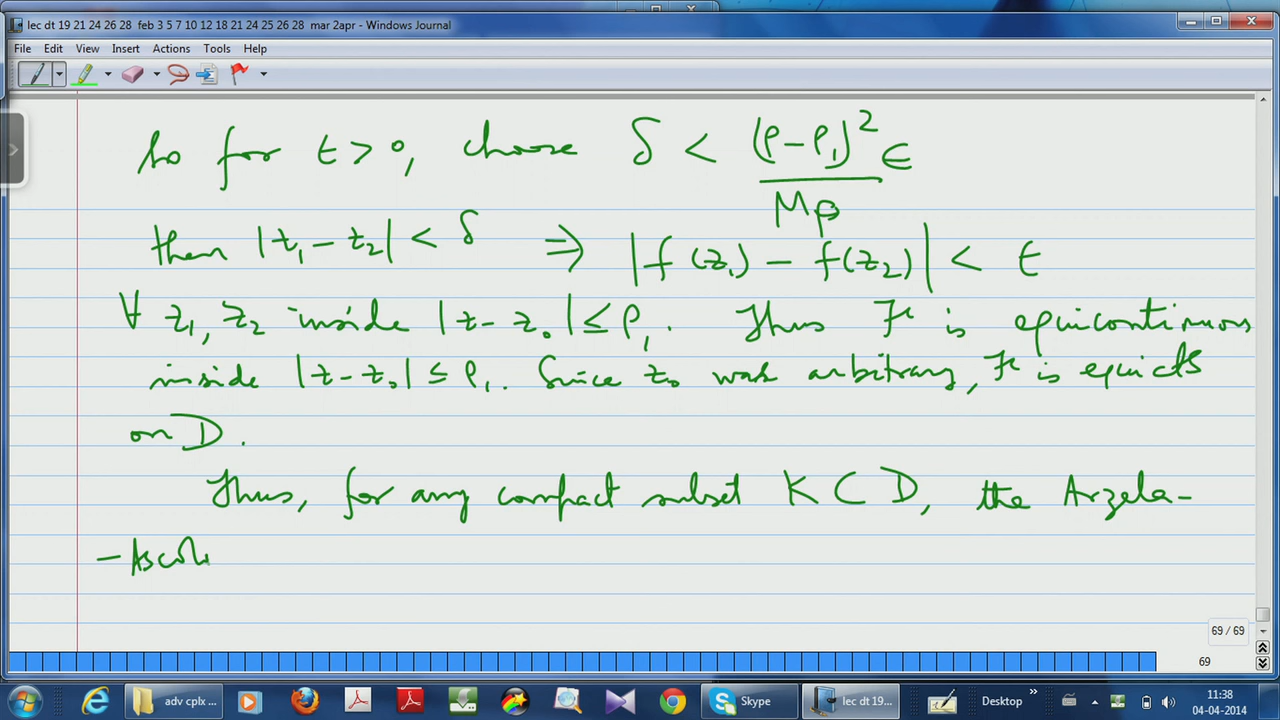 lec dt 19 21 24 26 28 feb 3 5 7 10 12 18 21 24 25 26 28 mar 2apr - Windows Journal
File Edit View Insert Actions Tools Help
So for ϵ > 0, choose δ < (ρ-ρ₁)² ϵ / Mρ
then |z₁ - z₂| < δ ⇒ |f(z₁) - f(z₂)| < ϵ
∀ z₁, z₂ inside |z - z₀| ≤ ρ₁. Thus ℱ is equicontinuous
inside |z - z₀| ≤ ρ₁. Since z₀ was arbitrary, ℱ is equicts
on D.
Thus, for any compact subset K ⊂ D, the Arzela-
- Ascoli
69 / 69
69
adv cplx ... Skype lec dt 19... Desktop » 11:38
04-04-2014